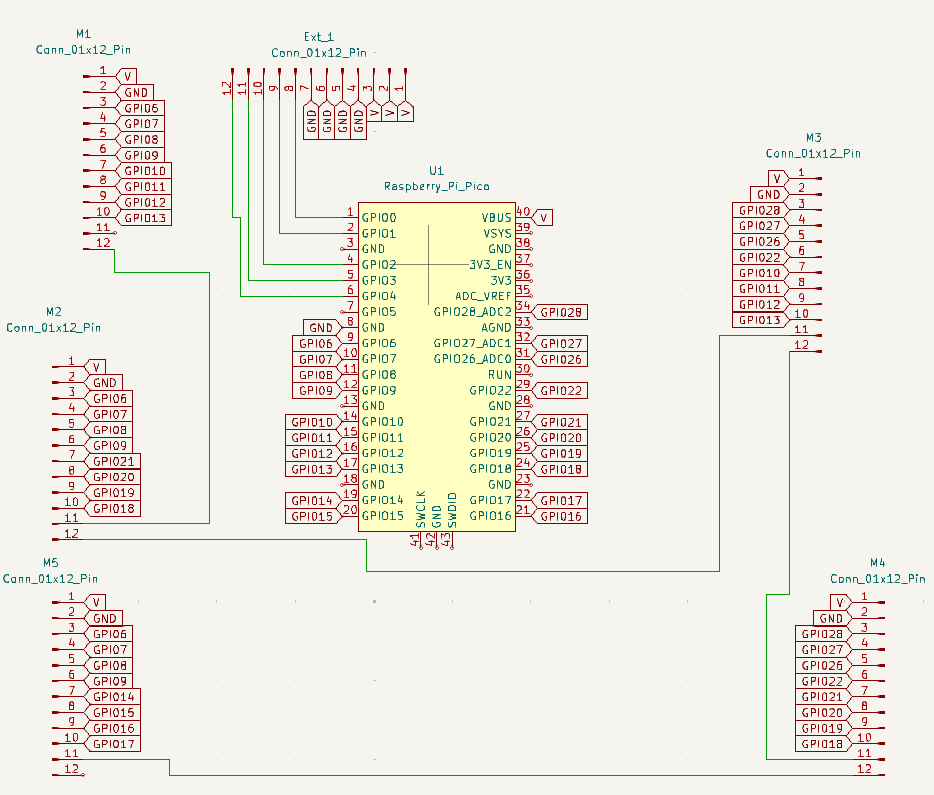 M1
Conn_01x12_Pin
1 V
2 GND
3 GPIO6
4 GPIO7
5 GPIO8
6 GPIO9
7 GPIO10
8 GPIO11
9 GPIO12
10 GPIO13
11
12
Ext_1
Conn_01x12_Pin
12 11 10 9 8 7 6 5 4 3 2 1
GND GND GND GND V V V
M3
Conn_01x12_Pin
V 1
GND 2
GPIO28 3
GPIO27 4
GPIO26 5
GPIO22 6
GPIO10 7
GPIO11 8
GPIO12 9
GPIO13 10
11
12
U1
Raspberry_Pi_Pico
1 GPIO0 VBUS 40 V
2 GPIO1 VSYS 39
3 GND GND 38
4 GPIO2 3V3_EN 37
5 GPIO3 3V3 36
6 GPIO4 ADC_VREF 35
7 GPIO5 GPIO28_ADC2 34 GPIO28
GND 8 GND AGND 33
GPIO6 9 GPIO6 GPIO27_ADC1 32 GPIO27
GPIO7 10 GPIO7 GPIO26_ADC0 31 GPIO26
GPIO8 11 GPIO8 RUN 30
GPIO9 12 GPIO9 GPIO22 29 GPIO22
13 GND GND 28
GPIO10 14 GPIO10 GPIO21 27 GPIO21
GPIO11 15 GPIO11 GPIO20 26 GPIO20
GPIO12 16 GPIO12 GPIO19 25 GPIO19
GPIO13 17 GPIO13 GPIO18 24 GPIO18
18 GND GND 23
GPIO14 19 GPIO14 GPIO17 22 GPIO17
GPIO15 20 GPIO15 GPIO16 21 GPIO16
SWCLK GND SWDIO
41 42 43
M2
Conn_01x12_Pin
1 V
2 GND
3 GPIO6
4 GPIO7
5 GPIO8
6 GPIO9
7 GPIO21
8 GPIO20
9 GPIO19
10 GPIO18
11
12
M5
Conn_01x12_Pin
1 V
2 GND
3 GPIO6
4 GPIO7
5 GPIO8
6 GPIO9
7 GPIO14
8 GPIO15
9 GPIO16
10 GPIO17
11
12
M4
Conn_01x12_Pin
V 1
GND 2
GPIO28 3
GPIO27 4
GPIO26 5
GPIO22 6
GPIO21 7
GPIO20 8
GPIO19 9
GPIO18 10
11
12